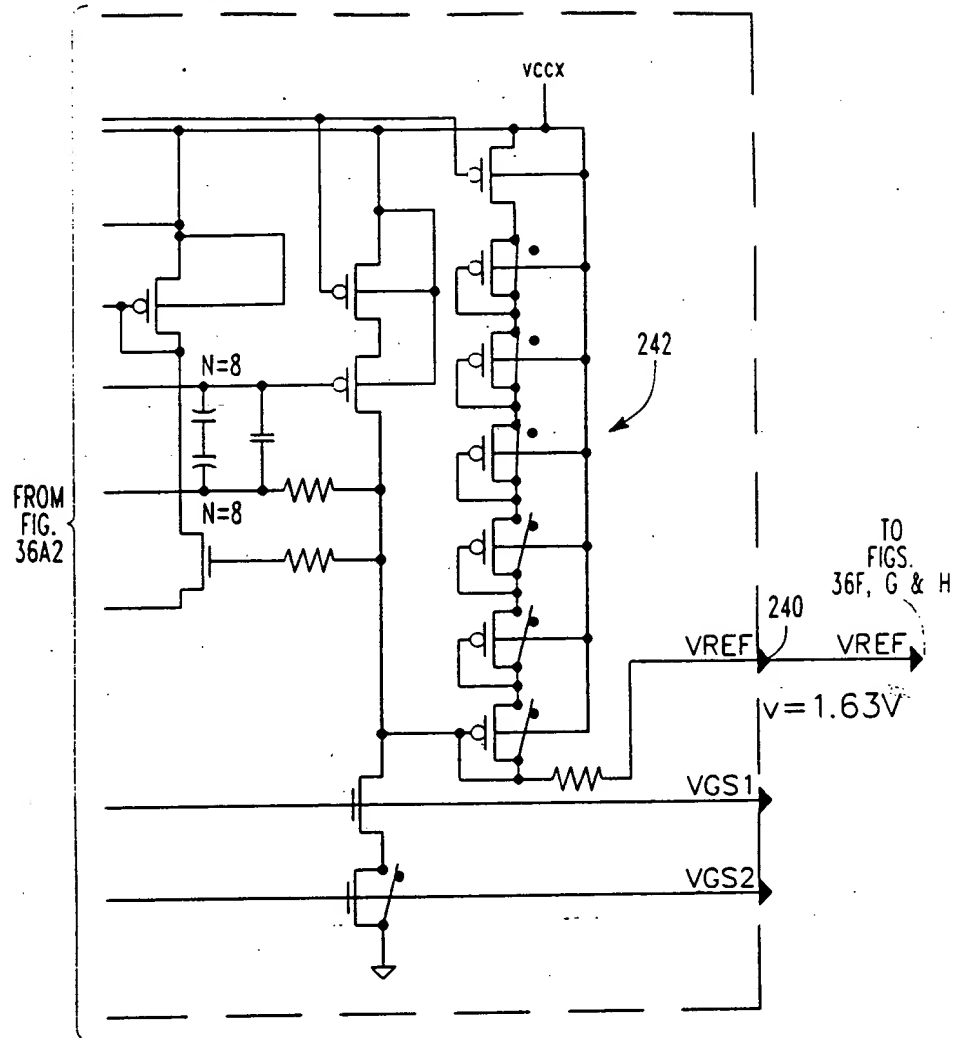 VCCX
242
N=8
N=8
FROM
FIG.
36A2
TO
FIGS.
36F, G & H
240
VREF
VREF
v=1.63V
VGS1
VGS2